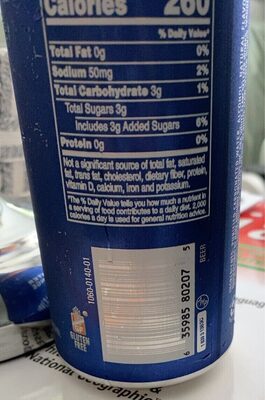 Calories 260
% Daily Value*
Total Fat 0g 0%
Sodium 50mg 2%
Total Carbohydrate 3g 1%
Total Sugars 3g
Includes 3g Added Sugars 6%
Protein 0g 0%
Not a significant source of total fat, saturated
fat, trans fat, cholesterol, dietary fiber, protein,
vitamin D, calcium, iron and potassium.
*The % Daily Value tells you how much a nutrient in
a serving of food contributes to a daily diet. 2,000
calories a day is used for general nutrition advice.
1060-0140-01
GLUTEN
FREE
6 35985 80207 5
BEER
National Geographic